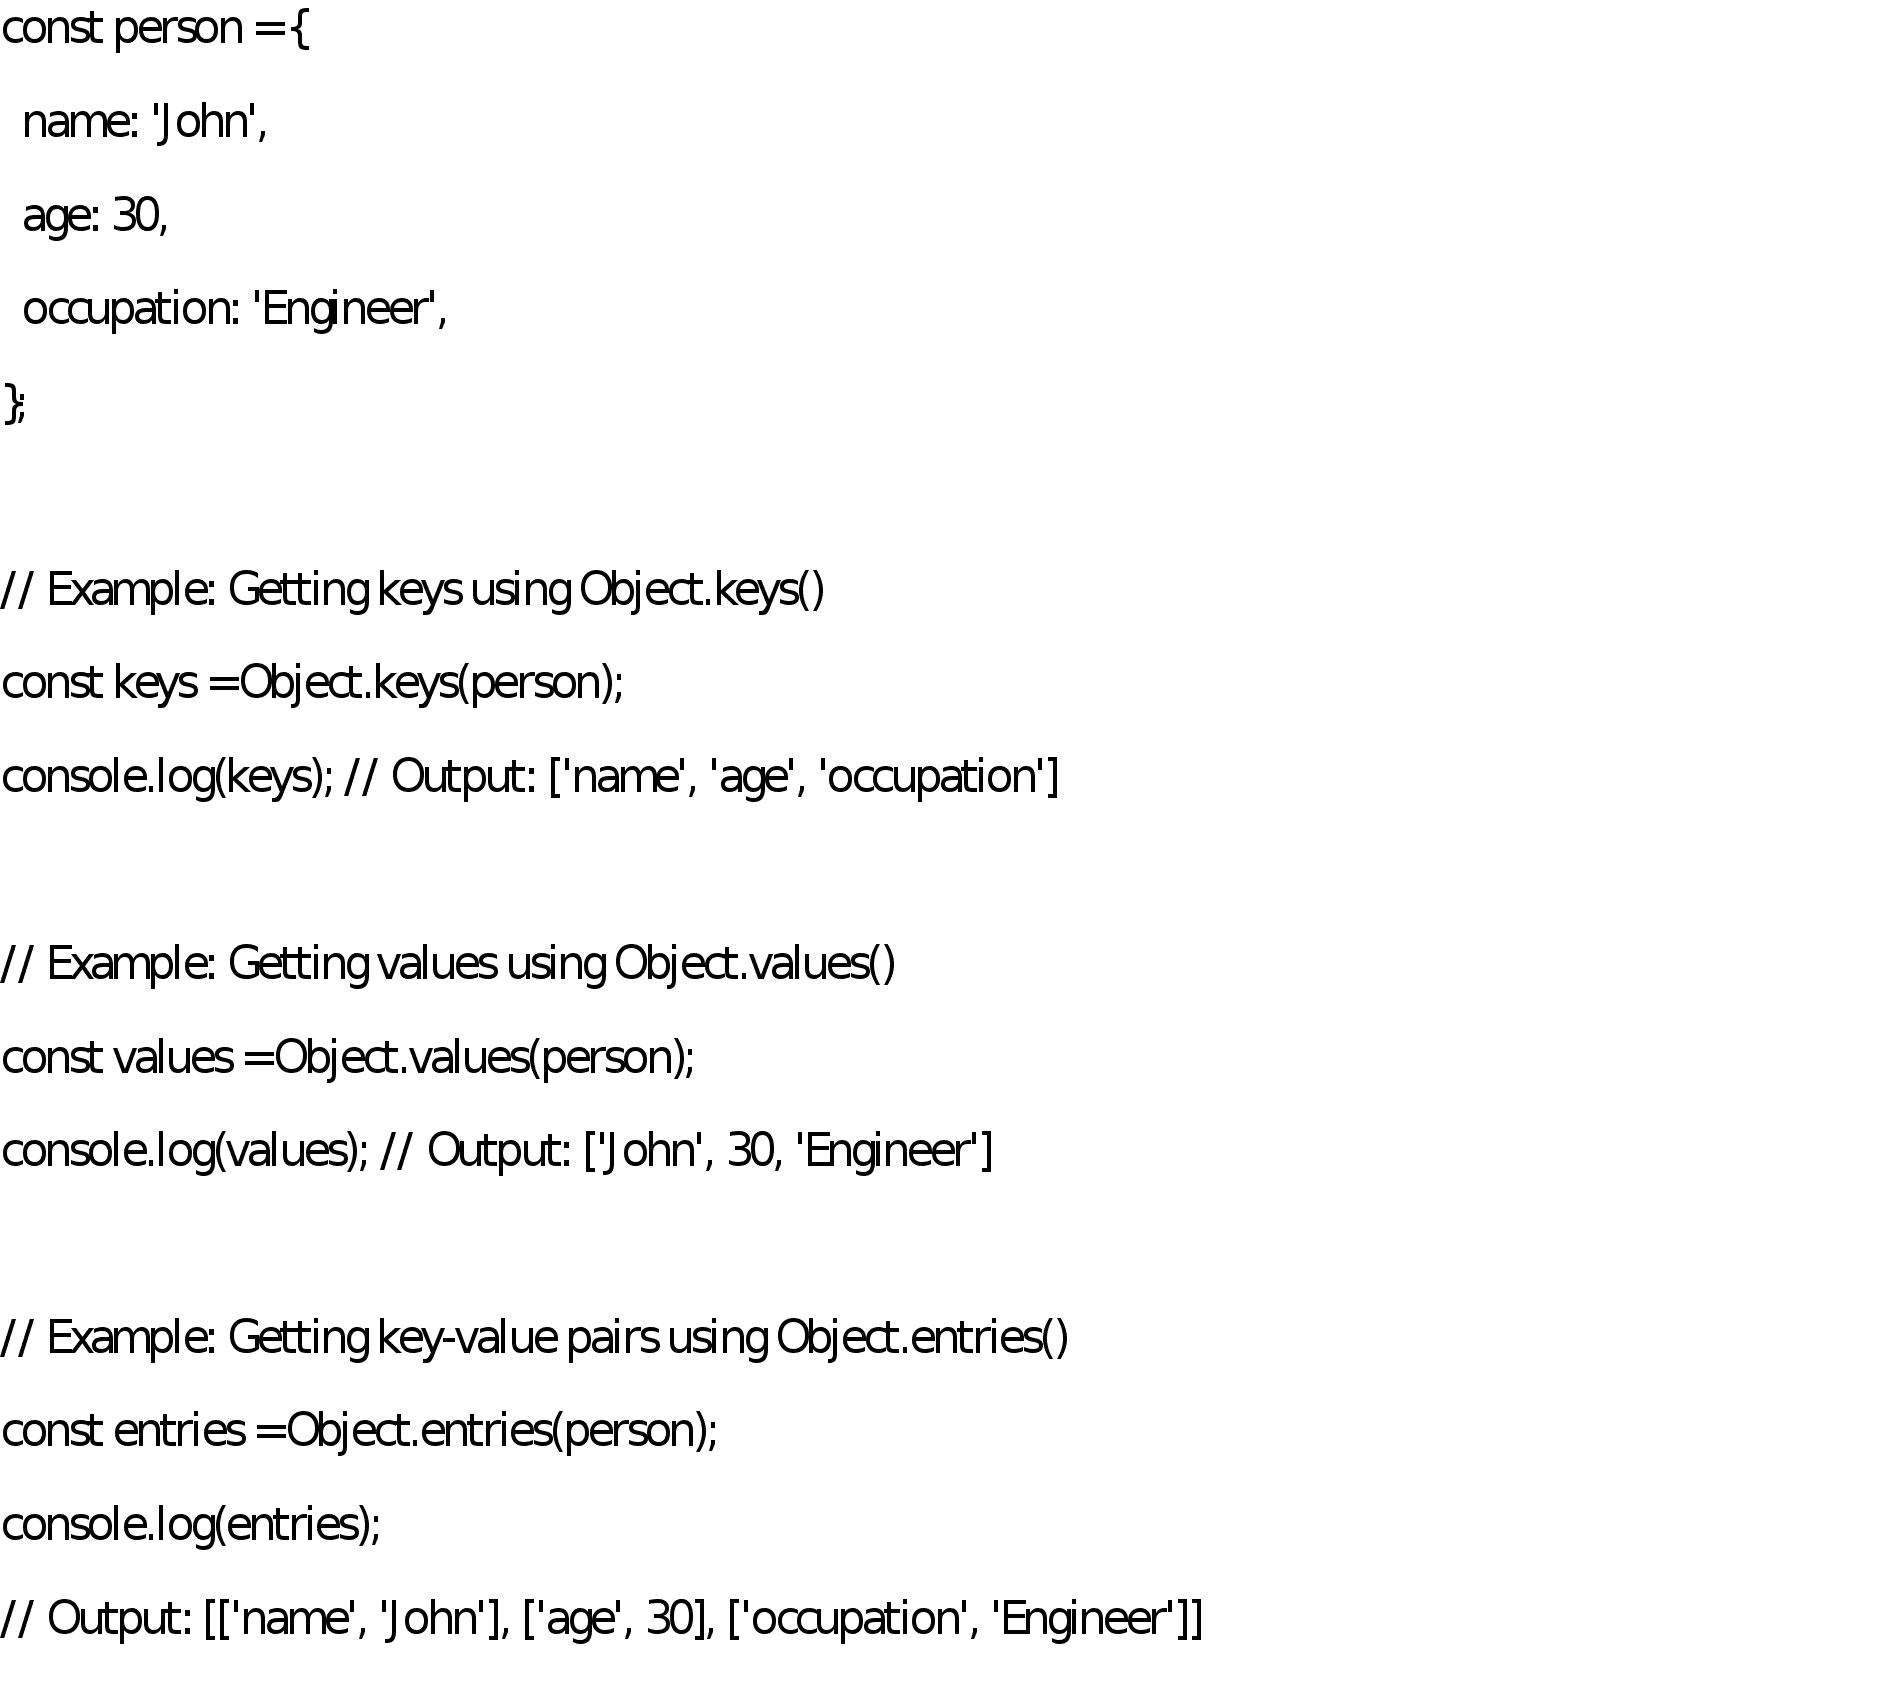 const person = {
  name: 'John',
  age: 30,
  occupation: 'Engineer',
};

// Example: Getting keys using Object.keys()
const keys = Object.keys(person);
console.log(keys); // Output: ['name', 'age', 'occupation']

// Example: Getting values using Object.values()
const values = Object.values(person);
console.log(values); // Output: ['John', 30, 'Engineer']

// Example: Getting key-value pairs using Object.entries()
const entries = Object.entries(person);
console.log(entries);
// Output: [['name', 'John'], ['age', 30], ['occupation', 'Engineer']]